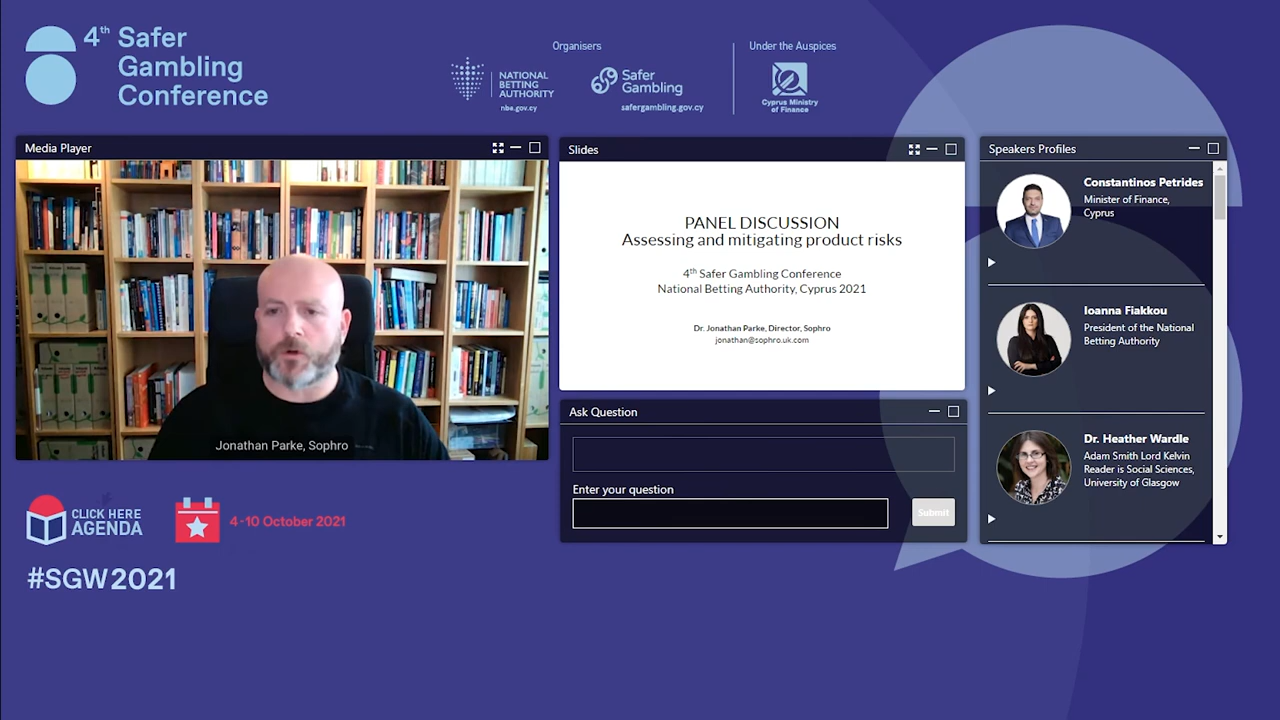 4th Safer
Gambling
Conference
Organisers
NATIONAL
BETTING
AUTHORITY
nba.gov.cy
Safer
Gambling
safergambling.gov.cy
Under the Auspices
Cyprus Ministry
of Finance
Media Player
Jonathan Parke, Sophro
Slides
PANEL DISCUSSION
Assessing and mitigating product risks
4th Safer Gambling Conference
National Betting Authority, Cyprus 2021
Dr. Jonathan Parke, Director, Sophro
jonathan@sophro.uk.com
Ask Question
Enter your question
Submit
Speakers Profiles
Constantinos Petrides
Minister of Finance,
Cyprus
Ioanna Fiakkou
President of the National
Betting Authority
Dr. Heather Wardle
Adam Smith Lord Kelvin
Reader is Social Sciences,
University of Glasgow
CLICK HERE
AGENDA
4-10 October 2021
#SGW2021